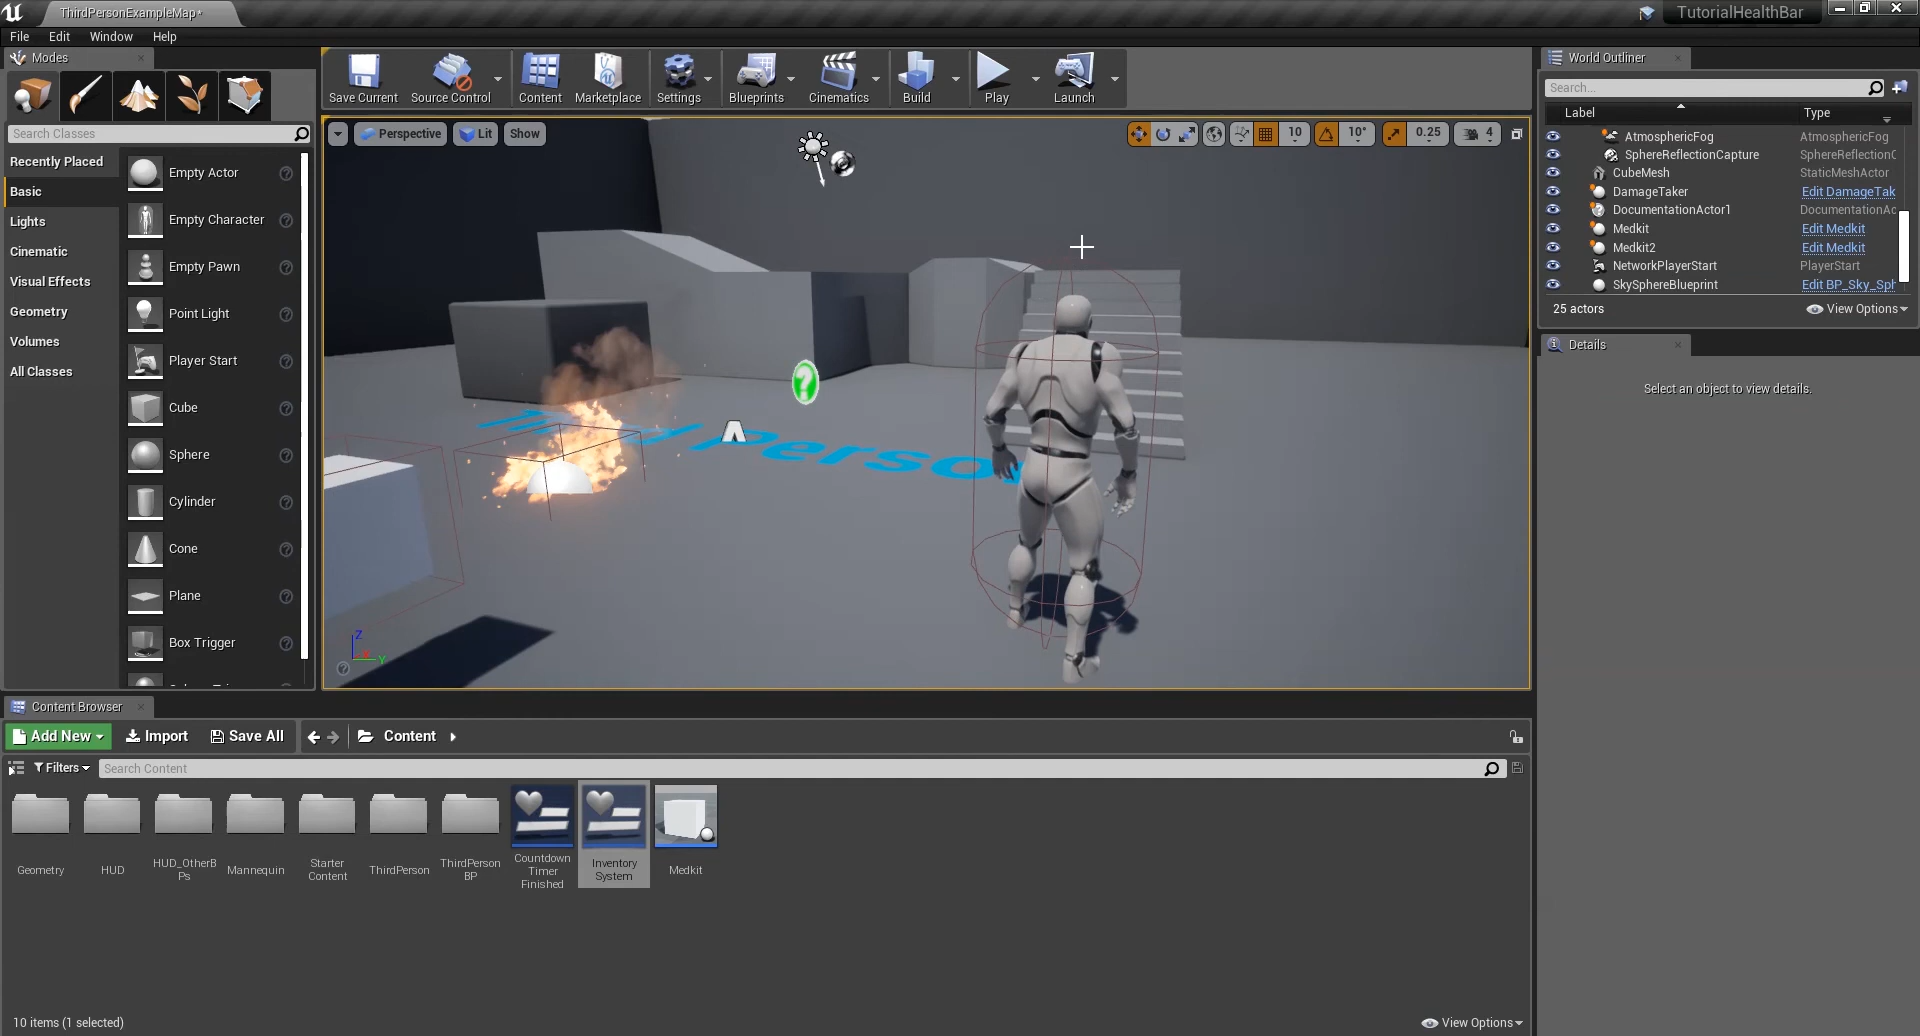 ThirdPersonExampleMap*
TutorialHealthBar
File Edit Window Help
Modes
Search Classes
Recently Placed
Basic
Lights
Cinematic
Visual Effects
Geometry
Volumes
All Classes
Empty Actor
Empty Character
Empty Pawn
Point Light
Player Start
Cube
Sphere
Cylinder
Cone
Plane
Box Trigger
Save Current Source Control Content Marketplace Settings Blueprints Cinematics Build Play Launch
Perspective Lit Show
10 10° 0.25 4
Z
X
Y
World Outliner
Search...
Label Type
AtmosphericFog AtmosphericFog
SphereReflectionCapture SphereReflectionC
CubeMesh StaticMeshActor
DamageTaker Edit DamageTak
DocumentationActor1 DocumentationAc
Medkit Edit Medkit
Medkit2 Edit Medkit
NetworkPlayerStart PlayerStart
SkySphereBlueprint Edit BP_Sky_Sph
25 actors View Options
Details
Select an object to view details.
Content Browser
Add New Import Save All Content
Filters Search Content
Geometry
HUD
HUD_OtherB
Ps
Mannequin
Starter
Content
ThirdPerson
ThirdPerson
BP
Countdown
Timer
Finished
Inventory
System
Medkit
10 items (1 selected) View Options